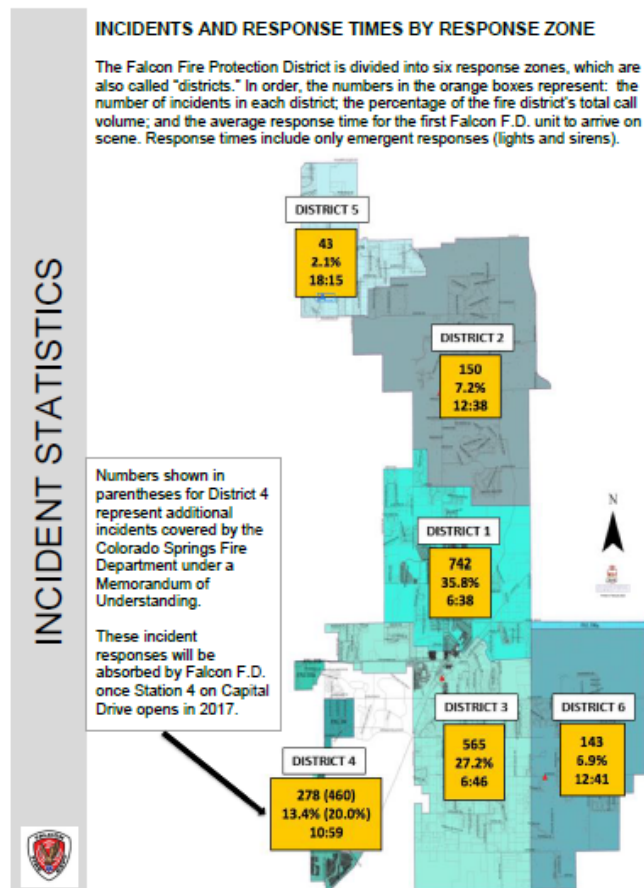 INCIDENTS AND RESPONSE TIMES BY RESPONSE ZONE
The Falcon Fire Protection District is divided into six response zones, which are
also called "districts." In order, the numbers in the orange boxes represent: the
number of incidents in each district; the percentage of the fire district's total call
volume; and the average response time for the first Falcon F.D. unit to arrive on
scene. Response times include only emergent responses (lights and sirens).
INCIDENT STATISTICS
DISTRICT 5
43
2.1%
18:15
DISTRICT 2
150
7.2%
12:38
Numbers shown in
parentheses for District 4
represent additional
incidents covered by the
Colorado Springs Fire
Department under a
Memorandum of
Understanding.
These incident
responses will be
absorbed by Falcon F.D.
once Station 4 on Capital
Drive opens in 2017.
DISTRICT 1
742
35.8%
6:38
N
DISTRICT 3
565
27.2%
6:46
DISTRICT 6
143
6.9%
12:41
DISTRICT 4
278 (460)
13.4% (20.0%)
10:59
FALCON